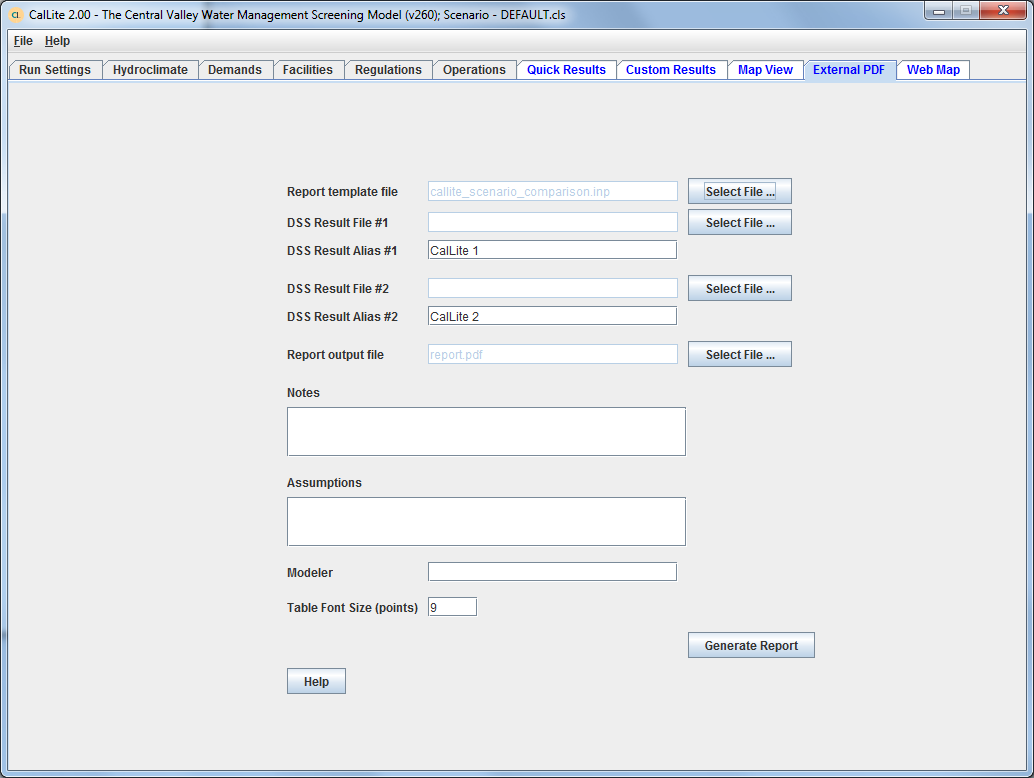 CL CalLite 2.00 - The Central Valley Water Management Screening Model (v260); Scenario - DEFAULT.cls
File Help
Run Settings Hydroclimate Demands Facilities Regulations Operations Quick Results Custom Results Map View External PDF Web Map
Report template file callite_scenario_comparison.inp Select File ...
DSS Result File #1 Select File ...
DSS Result Alias #1 CalLite 1
DSS Result File #2 Select File ...
DSS Result Alias #2 CalLite 2
Report output file report.pdf Select File ...
Notes
Assumptions
Modeler
Table Font Size (points) 9
Generate Report
Help